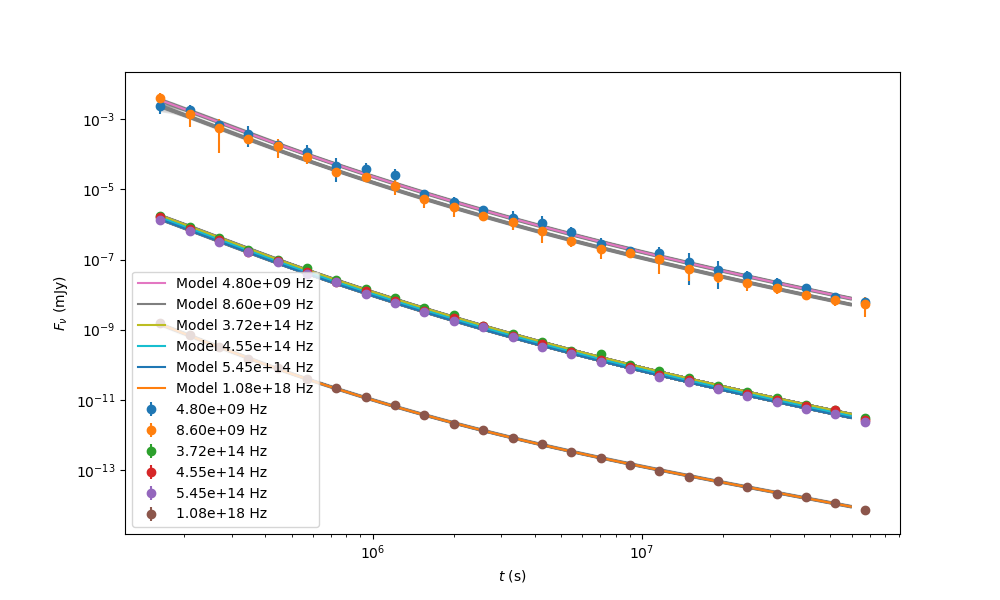 10⁻³
10⁻⁵
10⁻⁷
10⁻⁹
10⁻¹¹
10⁻¹³
Fν (mJy)
Model 4.80e+09 Hz
Model 8.60e+09 Hz
Model 3.72e+14 Hz
Model 4.55e+14 Hz
Model 5.45e+14 Hz
Model 1.08e+18 Hz
4.80e+09 Hz
8.60e+09 Hz
3.72e+14 Hz
4.55e+14 Hz
5.45e+14 Hz
1.08e+18 Hz
10⁶
10⁷
t (s)